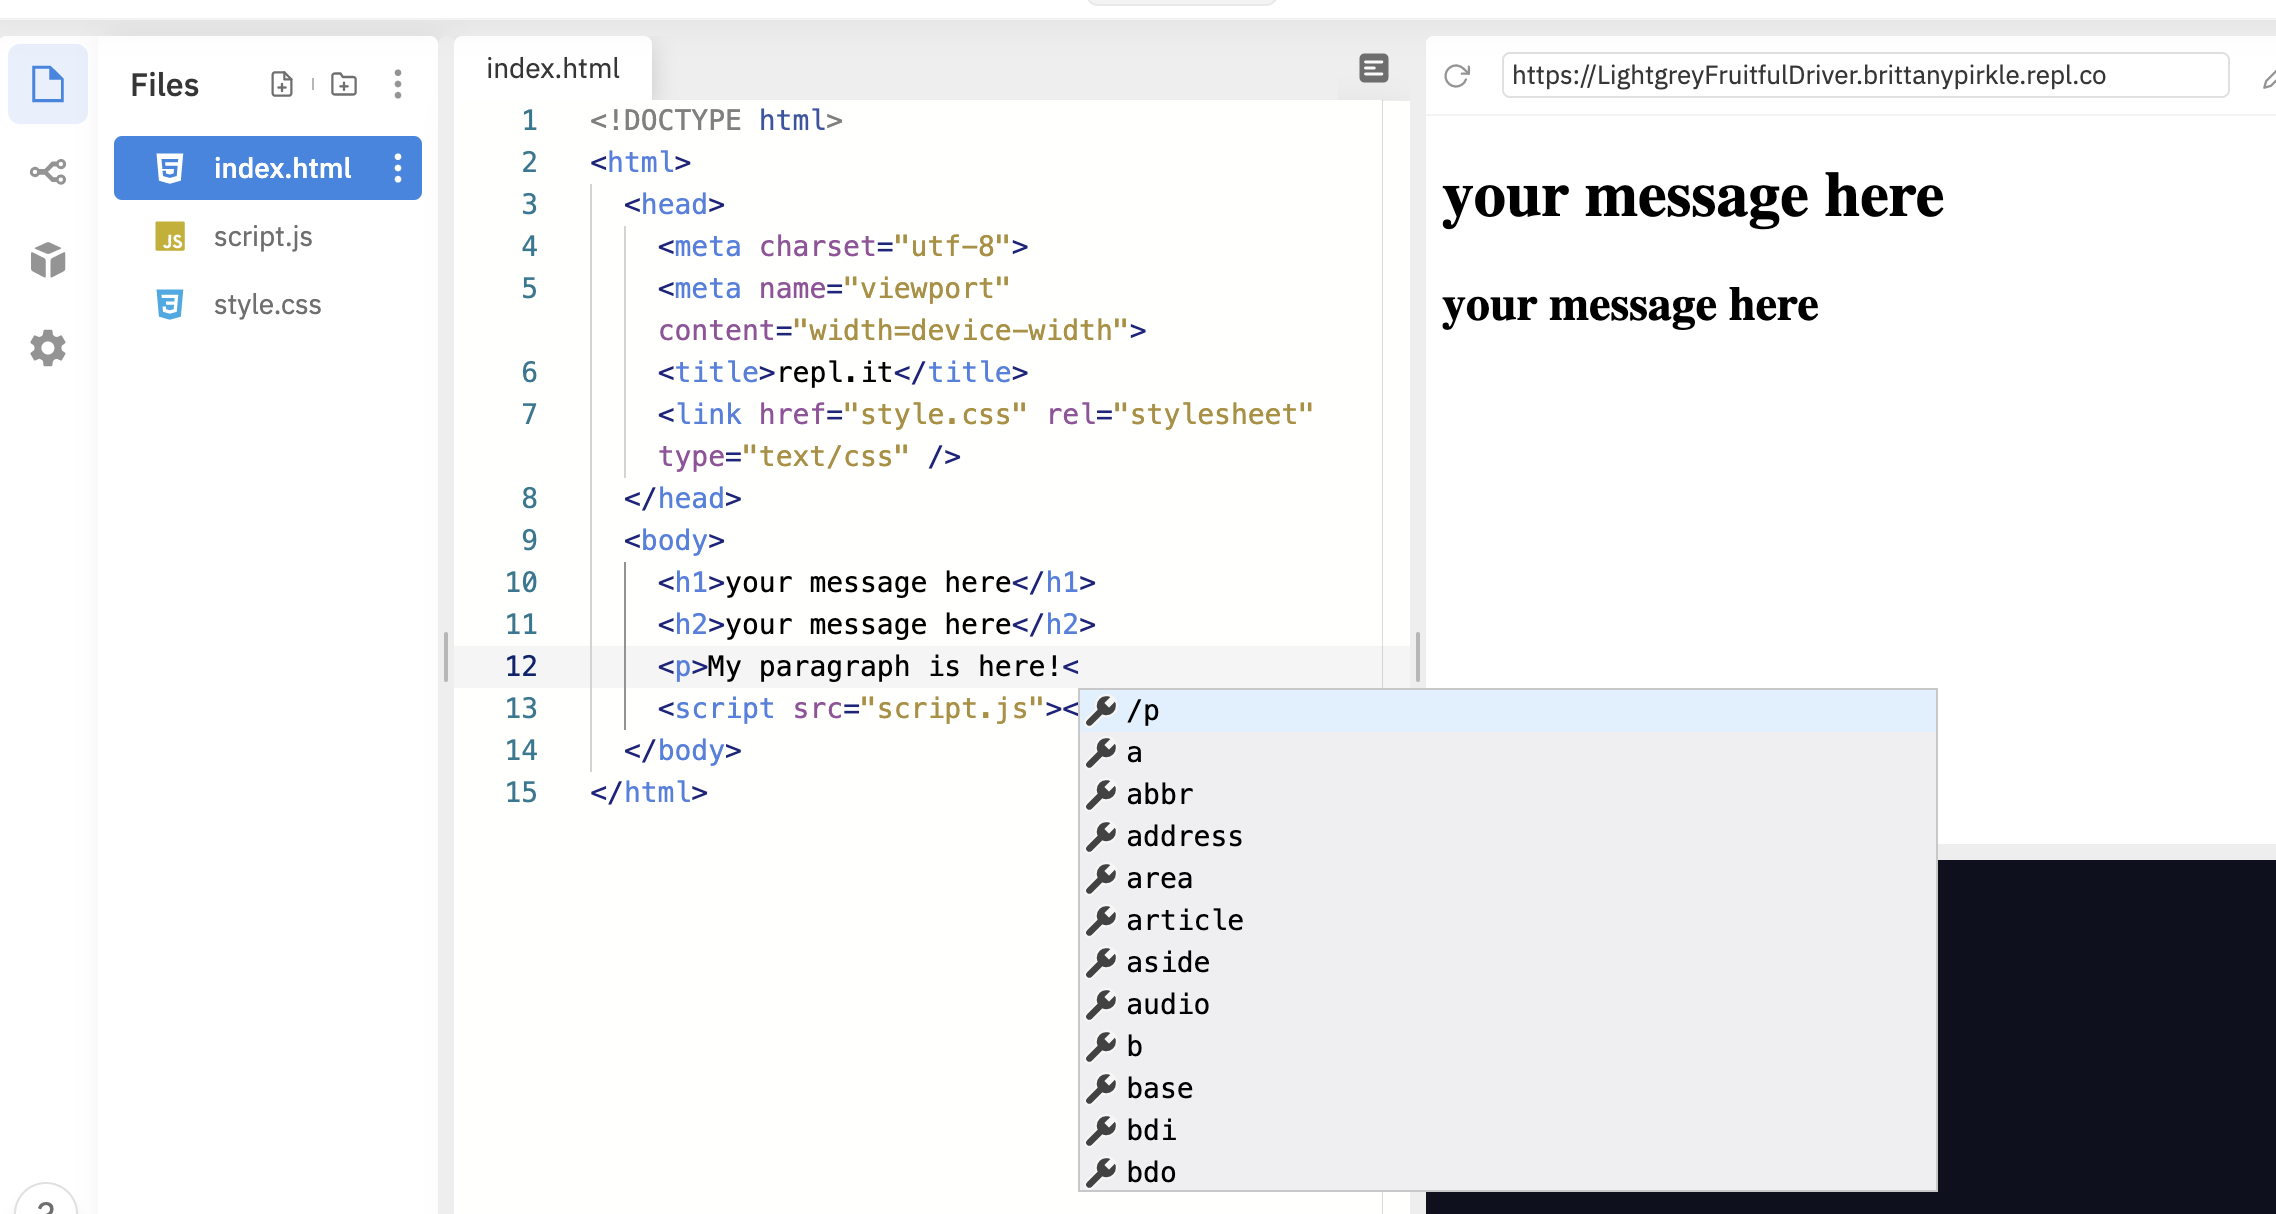 Files
index.html
JS script.js
style.css
index.html
1 <!DOCTYPE html>
2 <html>
3 <head>
4 <meta charset="utf-8">
5 <meta name="viewport"
content="width=device-width">
6 <title>repl.it</title>
7 <link href="style.css" rel="stylesheet"
type="text/css" />
8 </head>
9 <body>
10 <h1>your message here</h1>
11 <h2>your message here</h2>
12 <p>My paragraph is here!<
13 <script src="script.js"><
14 </body>
15 </html>
/p
a
abbr
address
area
article
aside
audio
b
base
bdi
bdo
https://LightgreyFruitfulDriver.brittanypirkle.repl.co
your message here
your message here
?